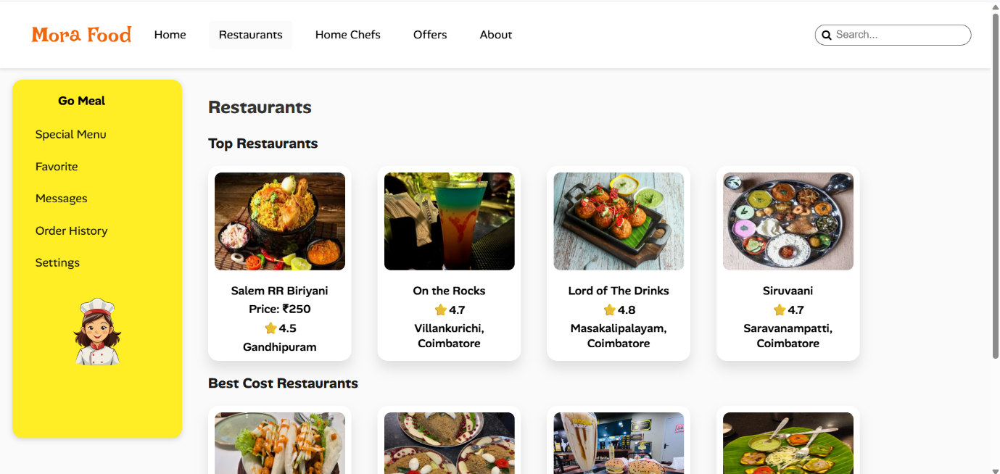 Mora Food
Home
Restaurants
Home Chefs
Offers
About
Search...
Go Meal
Special Menu
Favorite
Messages
Order History
Settings
Restaurants
Top Restaurants
Salem RR Biriyani
Price: ₹250
⭐ 4.5
Gandhipuram
On the Rocks
⭐ 4.7
Villankurichi,
Coimbatore
Lord of The Drinks
⭐ 4.8
Masakalipalayam,
Coimbatore
Siruvaani
⭐ 4.7
Saravanampatti,
Coimbatore
Best Cost Restaurants